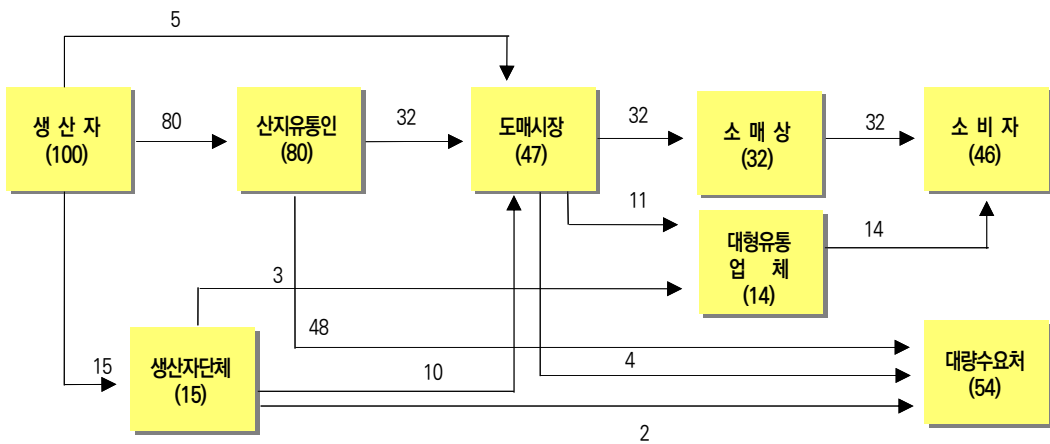 5
생 산 자
(100)
80
산지유통인
(80)
32
도매시장
(47)
32
소 매 상
(32)
32
소 비 자
(46)
11
대형유통
업 체
(14)
14
3
48
15
생산자단체
(15)
10
4
대량수요처
(54)
2